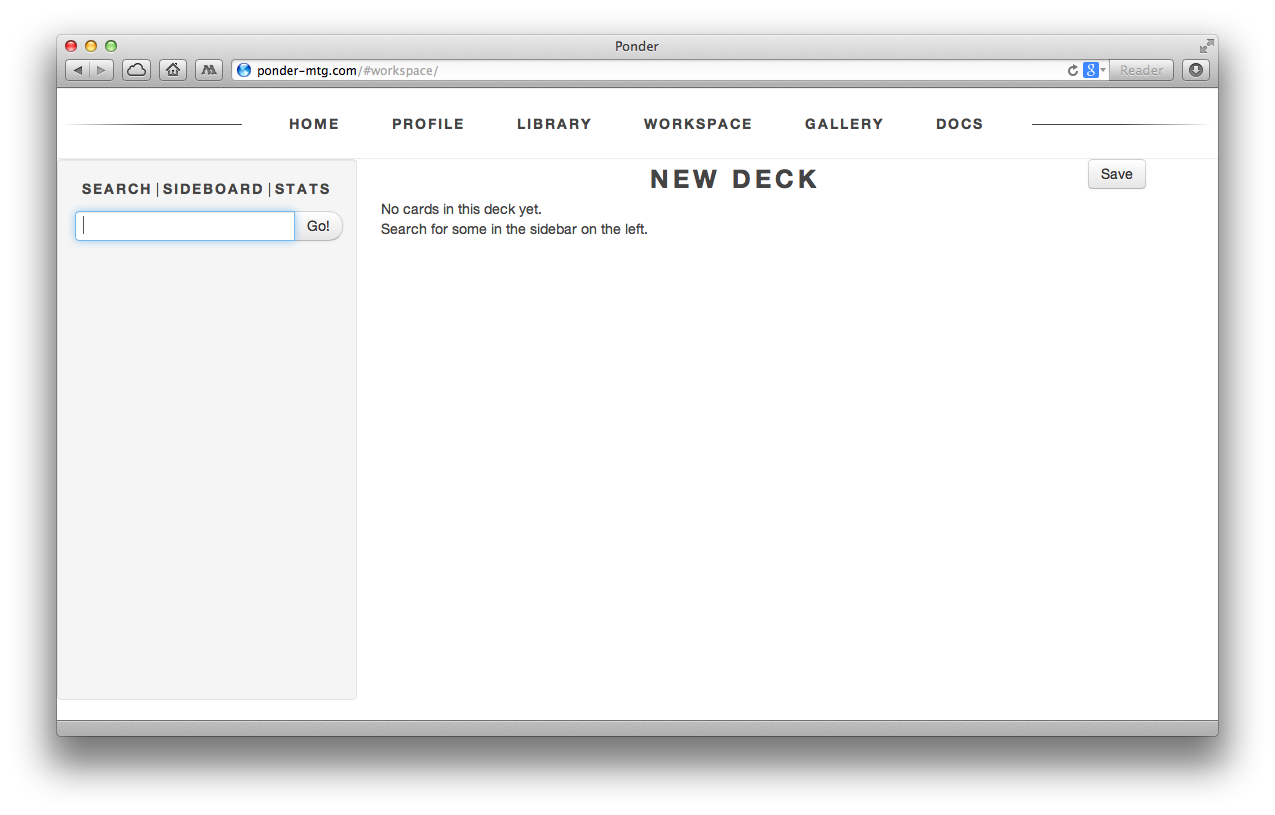 Ponder
ponder-mtg.com/#workspace/
8
Reader
HOME PROFILE LIBRARY WORKSPACE GALLERY DOCS
SEARCH | SIDEBOARD | STATS
Go!
NEW DECK
Save
No cards in this deck yet.
Search for some in the sidebar on the left.